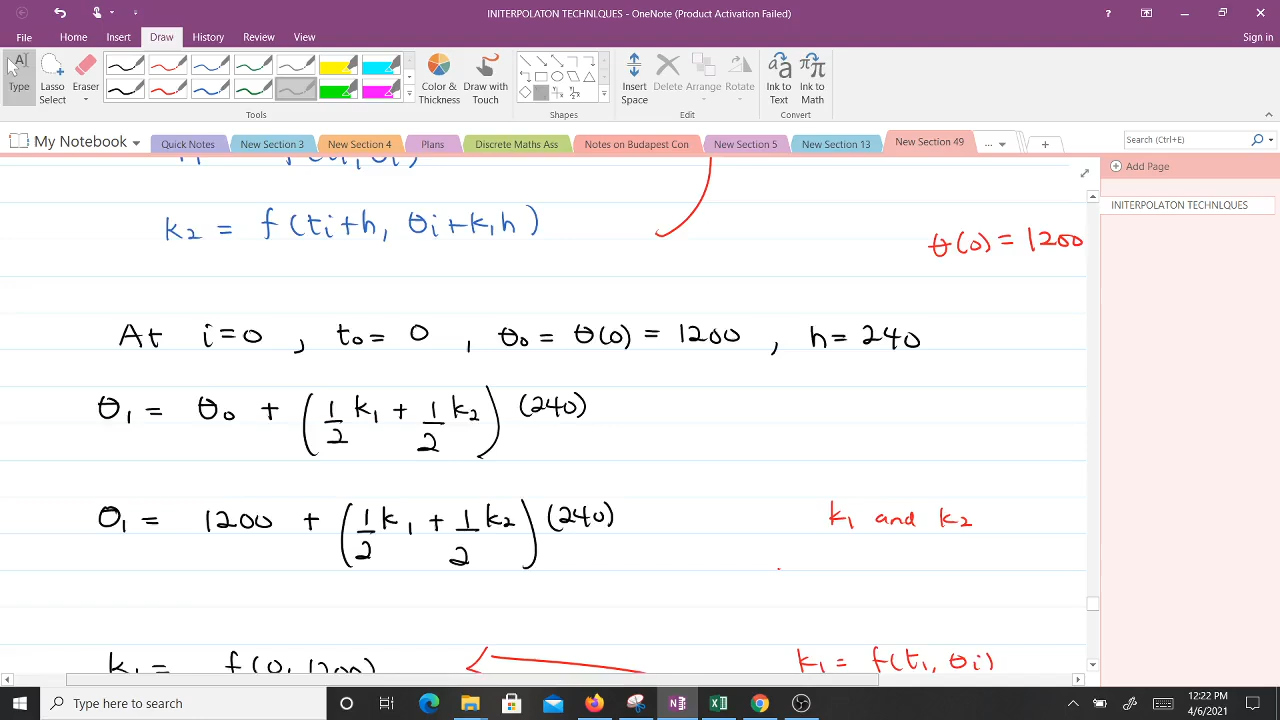 INITERPOLATON TECHNLQUES - OneNote (Product Activation Failed)
File Home Insert Draw History Review View
Sign in
Type
Lasso Select
Eraser
Color & Thickness
Draw with Touch
Insert Space
Delete
Arrange
Rotate
Ink to Text
Ink to Math
Tools
Shapes
Edit
Convert
My Notebook
Quick Notes
New Section 3
New Section 4
Plans
Discrete Maths Ass
Notes on Budapest Con
New Section 5
New Section 13
New Section 49
...
Search (Ctrl+E)
Add Page
INITERPOLATON TECHNLQUES
k2 = f(ti+h, θi+k1h)
θ(0) = 1200
At i=0, t0 = 0, θ0 = θ(0) = 1200, h= 240
θ1 = θ0 + (1/2 k1 + 1/2 k2) (240)
θ1 = 1200 + (1/2 k1 + 1/2 k2) (240)
k1 and k2
k1 = f(0, 1200)
k1 = f(ti, θi)
Type here to search
12:22 PM
4/6/2021